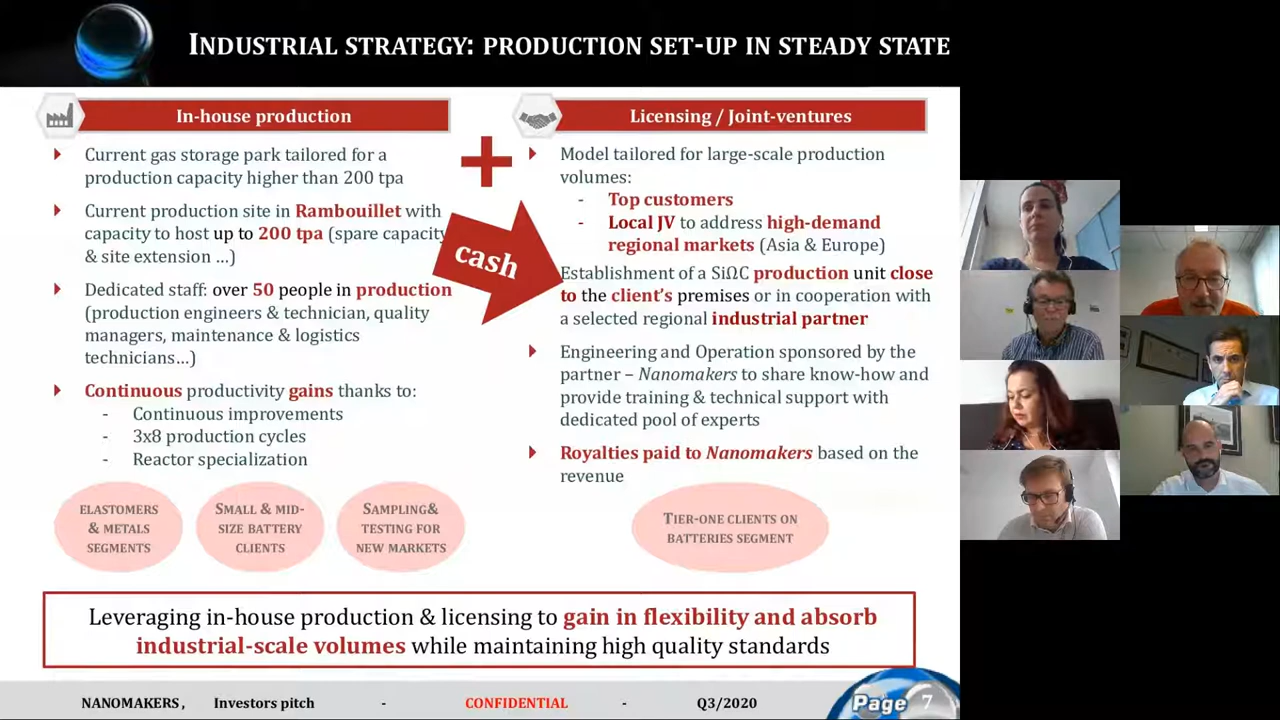 INDUSTRIAL STRATEGY: PRODUCTION SET-UP IN STEADY STATE
In-house production
Current gas storage park tailored for a
production capacity higher than 200 tpa
Current production site in Rambouillet with
capacity to host up to 200 tpa (spare capacity
& site extension ...)
Dedicated staff: over 50 people in production
(production engineers & technician, quality
managers, maintenance & logistics
technicians...)
Continuous productivity gains thanks to:
- Continuous improvements
- 3x8 production cycles
- Reactor specialization
ELASTOMERS
& METALS
SEGMENTS
SMALL & MID-
SIZE BATTERY
CLIENTS
SAMPLING&
TESTING FOR
NEW MARKETS
+
cash
Licensing / Joint-ventures
Model tailored for large-scale production
volumes:
- Top customers
- Local JV to address high-demand
regional markets (Asia & Europe)
Establishment of a SiΩC production unit close
to the client's premises or in cooperation with
a selected regional industrial partner
Engineering and Operation sponsored by the
partner – Nanomakers to share know-how and
provide training & technical support with
dedicated pool of experts
Royalties paid to Nanomakers based on the
revenue
TIER-ONE CLIENTS ON
BATTERIES SEGMENT
Leveraging in-house production & licensing to gain in flexibility and absorb
industrial-scale volumes while maintaining high quality standards
NANOMAKERS, Investors pitch - CONFIDENTIAL - Q3/2020
Page 7